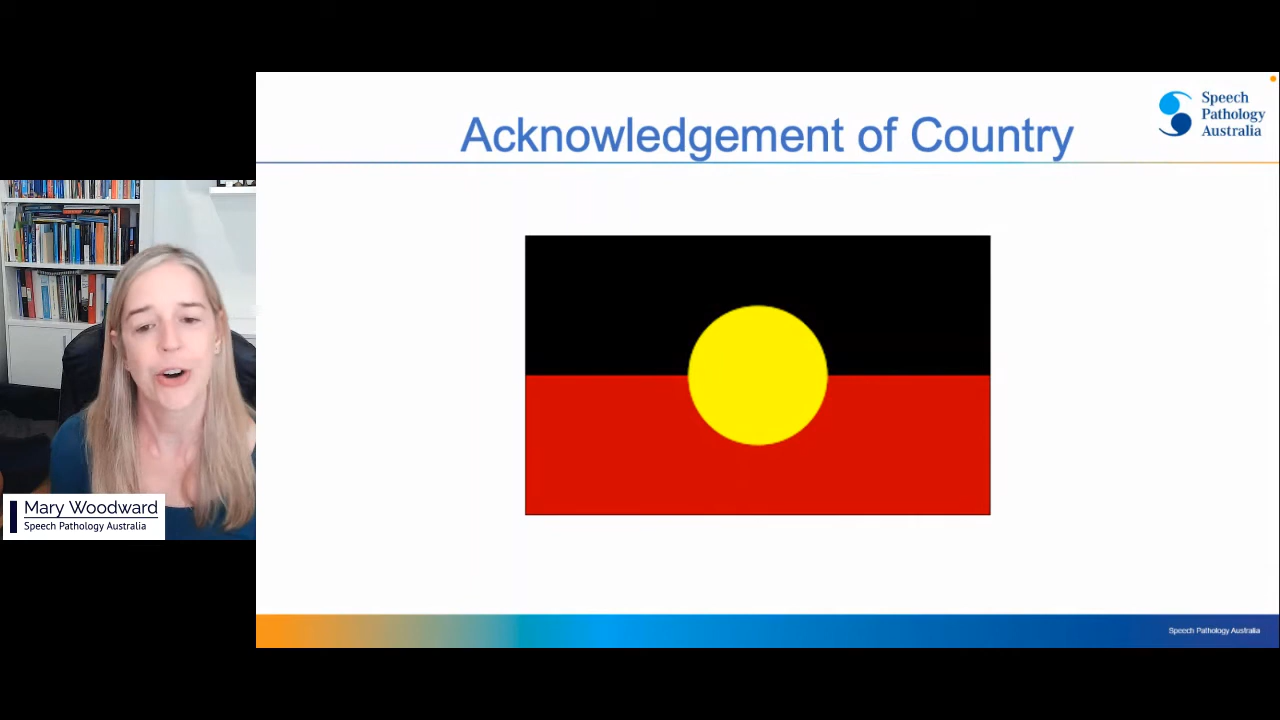 Acknowledgement of Country
Speech
Pathology
Australia
Mary Woodward
Speech Pathology Australia
Speech Pathology Australia